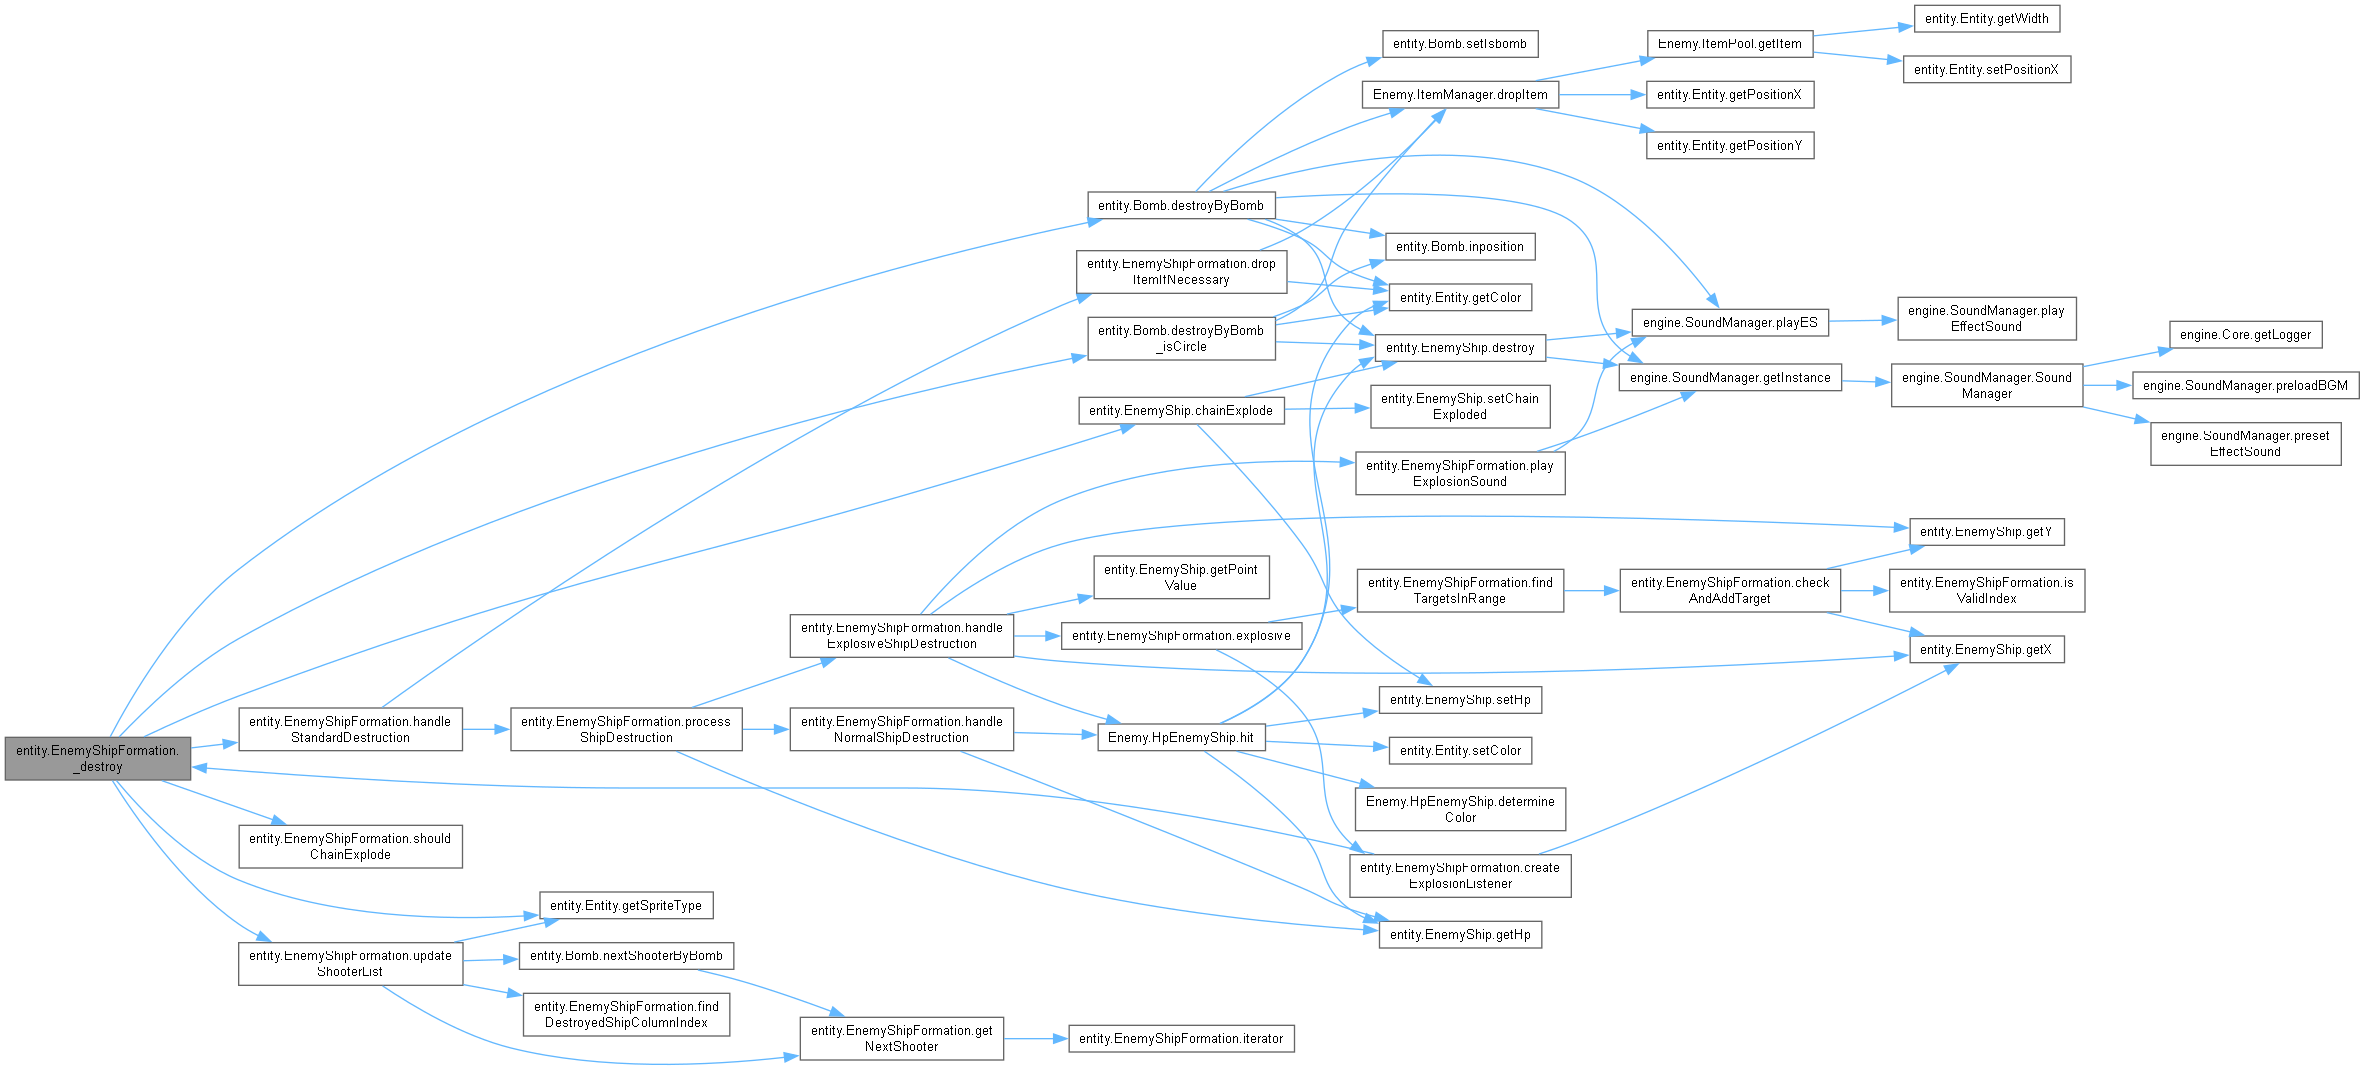 entity.EnemyShipFormation.
_destroy
entity.EnemyShipFormation.handle
StandardDestruction
entity.EnemyShipFormation.should
ChainExplode
entity.EnemyShipFormation.update
ShooterList
entity.EnemyShipFormation.process
ShipDestruction
entity.Entity.getSpriteType
entity.Bomb.nextShooterByBomb
entity.EnemyShipFormation.find
DestroyedShipColumnIndex
entity.EnemyShipFormation.handle
ExplosiveShipDestruction
entity.EnemyShipFormation.handle
NormalShipDestruction
entity.EnemyShipFormation.get
NextShooter
entity.Bomb.destroyByBomb
entity.EnemyShipFormation.drop
ItemIfNecessary
entity.Bomb.destroyByBomb
_isCircle
entity.EnemyShip.chainExplode
entity.EnemyShip.getPoint
Value
entity.EnemyShipFormation.explosive
Enemy.HpEnemyShip.hit
entity.EnemyShipFormation.iterator
entity.Bomb.setIsbomb
Enemy.ItemManager.dropItem
entity.Bomb.inposition
entity.Entity.getColor
entity.EnemyShip.destroy
entity.EnemyShip.setChain
Exploded
entity.EnemyShipFormation.play
ExplosionSound
entity.EnemyShipFormation.find
TargetsInRange
entity.EnemyShip.setHp
entity.Entity.setColor
Enemy.HpEnemyShip.determine
Color
entity.EnemyShipFormation.create
ExplosionListener
entity.EnemyShip.getHp
Enemy.ItemPool.getItem
entity.Entity.getPositionX
entity.Entity.getPositionY
engine.SoundManager.playES
engine.SoundManager.getInstance
entity.EnemyShipFormation.check
AndAddTarget
entity.Entity.getWidth
entity.Entity.setPositionX
engine.SoundManager.play
EffectSound
engine.SoundManager.Sound
Manager
entity.EnemyShip.getY
entity.EnemyShipFormation.is
ValidIndex
entity.EnemyShip.getX
engine.Core.getLogger
engine.SoundManager.preloadBGM
engine.SoundManager.preset
EffectSound